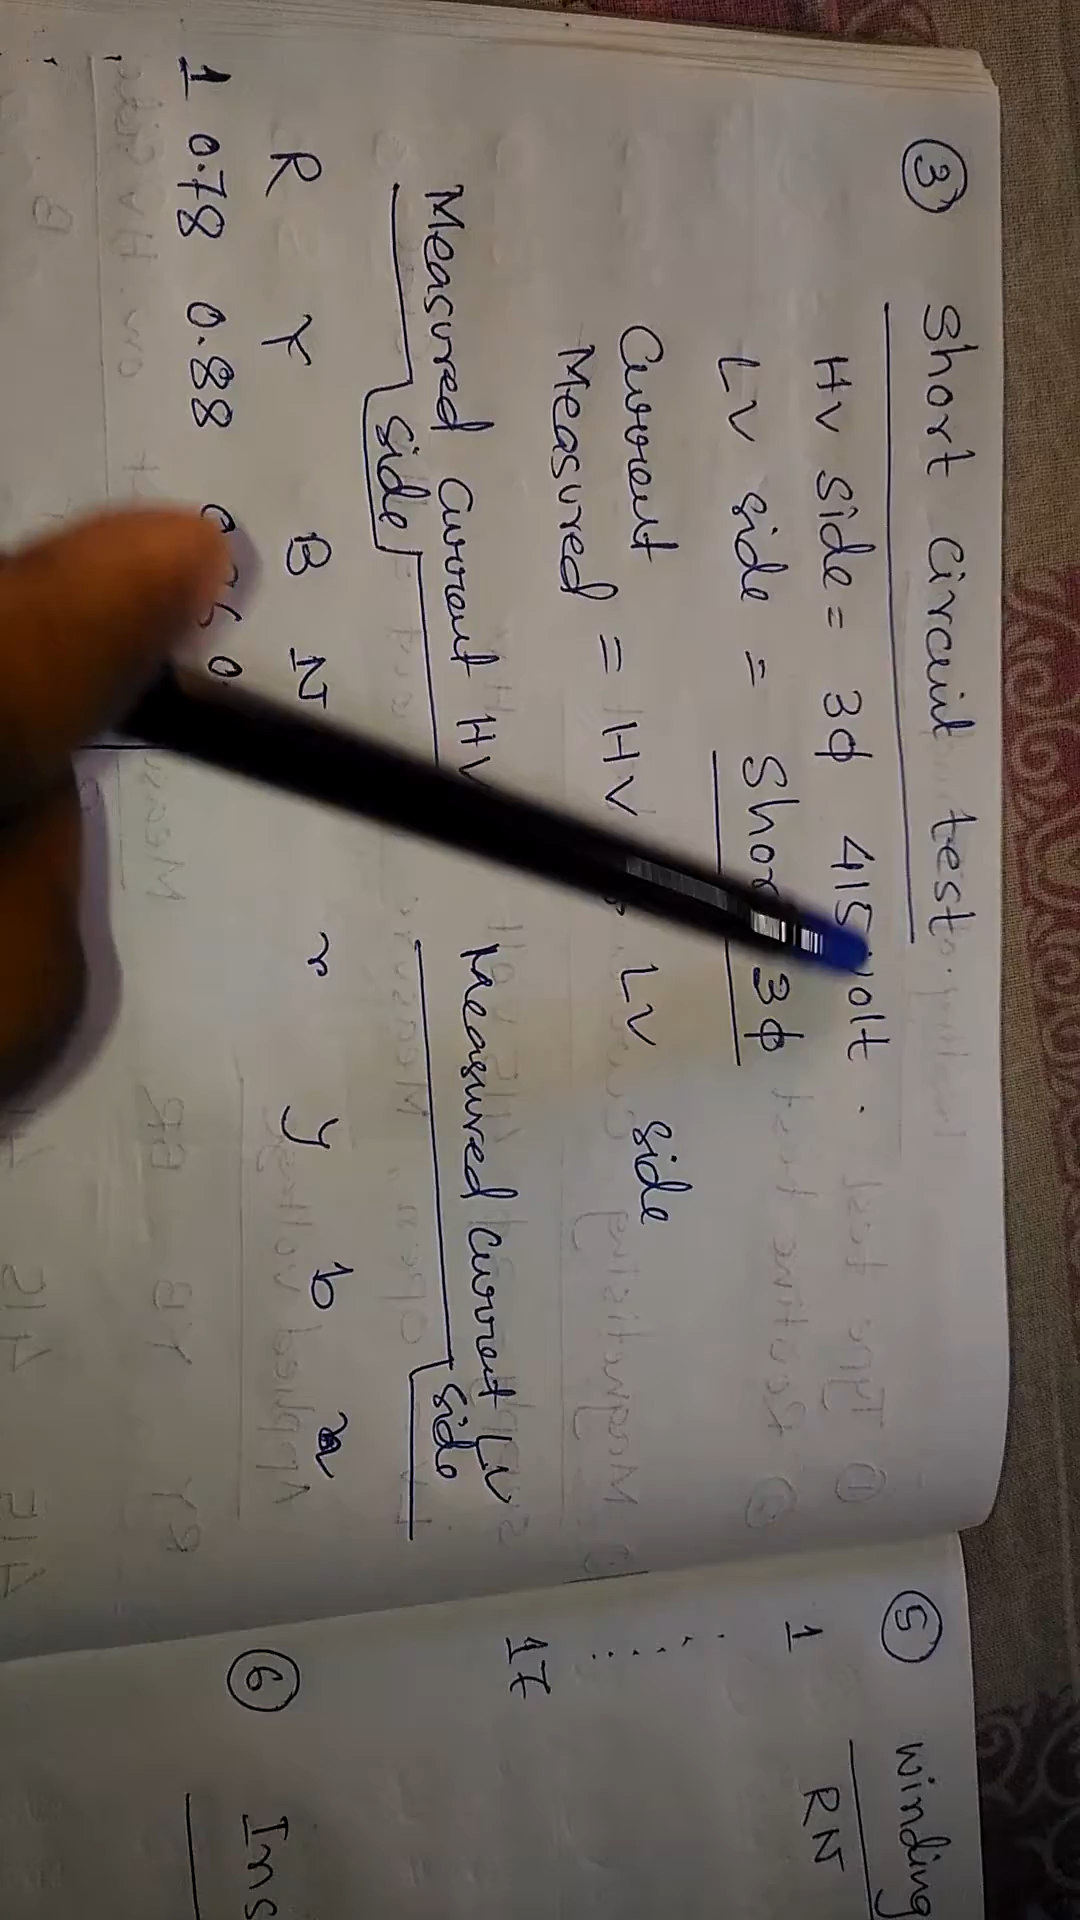 ③ Short Circuit test
HV side = 3ϕ 415 volt.
LV side = Short 3ϕ
Current Measured = HV LV side
Measured Current HV side
Measured Current LV side
R Y B N
r y b n
1 0.78 0.88
⑤ winding
1 RN
17
⑥ Ins